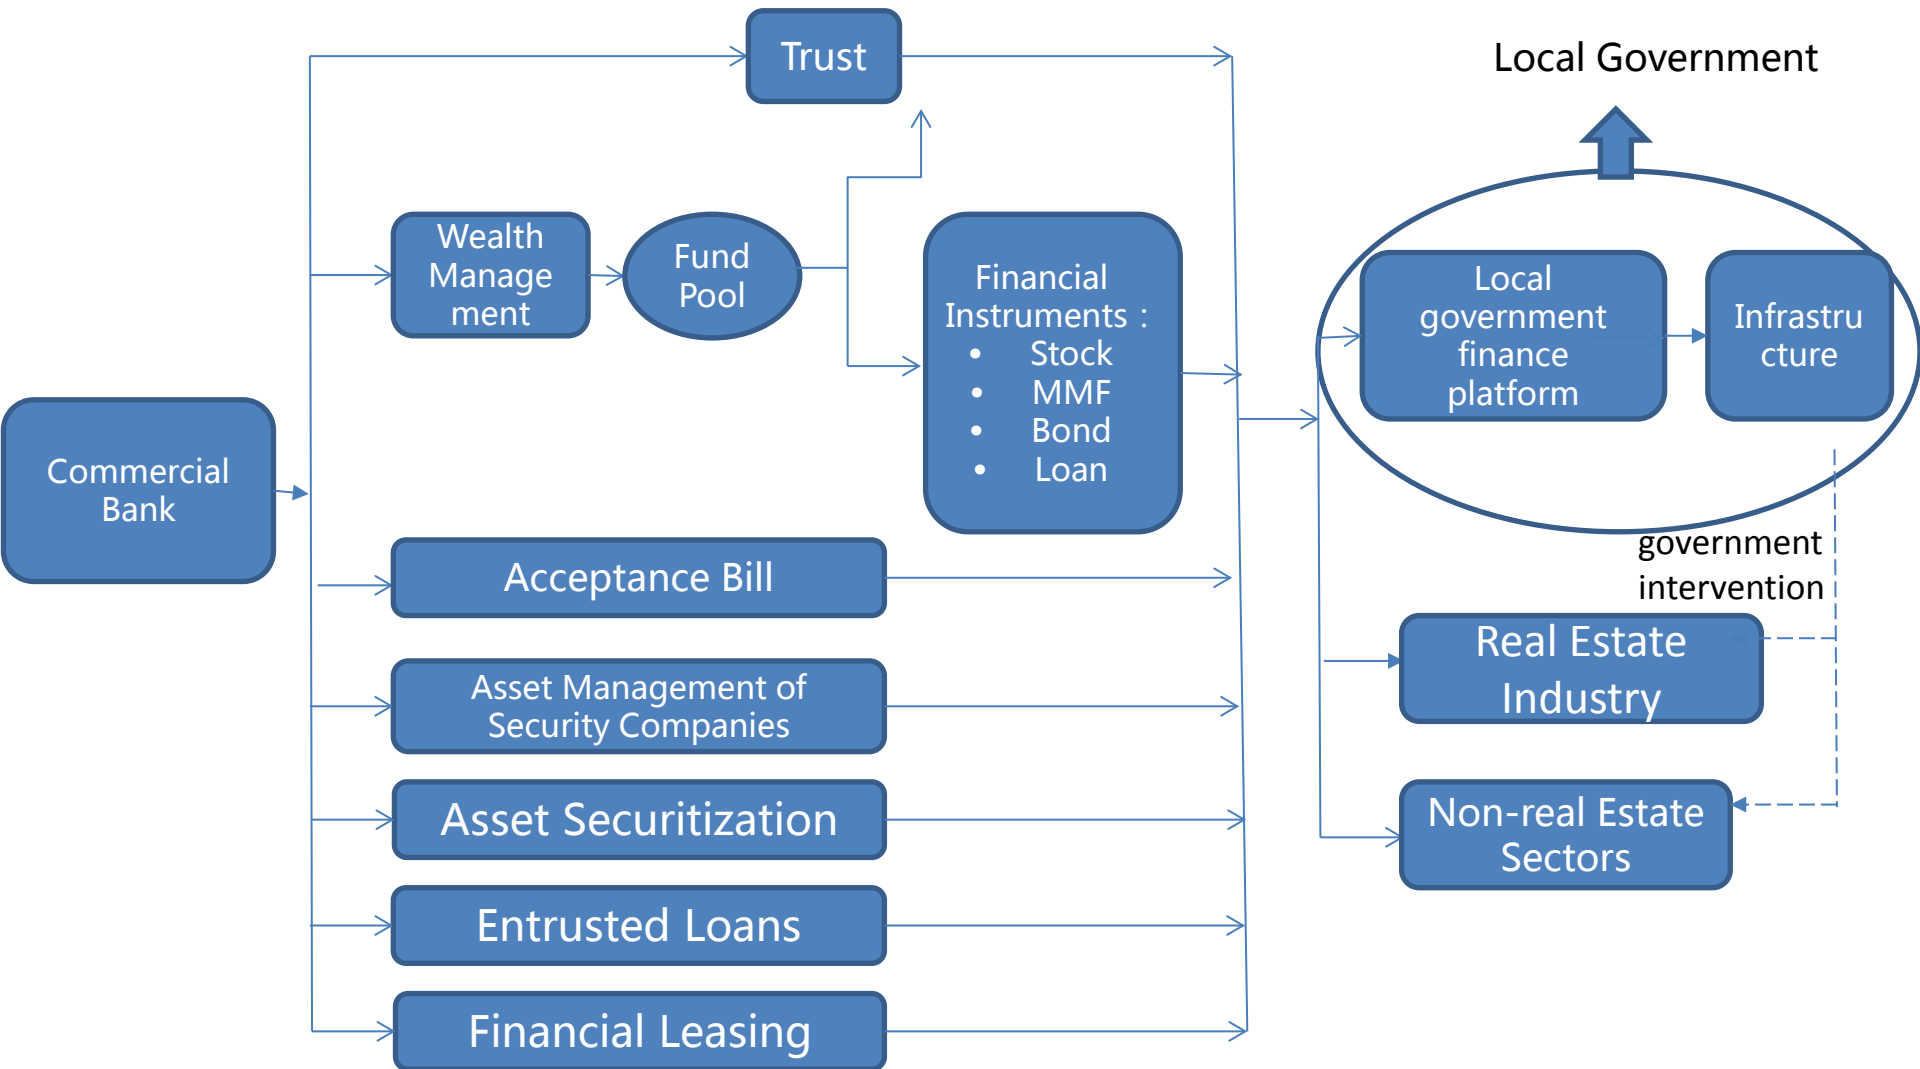 Trust
Local Government
Wealth
Manage
ment
Fund
Pool
Financial
Instruments :
• Stock
• MMF
• Bond
• Loan
Local
government
finance
platform
Infrastru
cture
Commercial
Bank
government
intervention
Acceptance Bill
Real Estate
Industry
Asset Management of
Security Companies
Asset Securitization
Non-real Estate
Sectors
Entrusted Loans
Financial Leasing